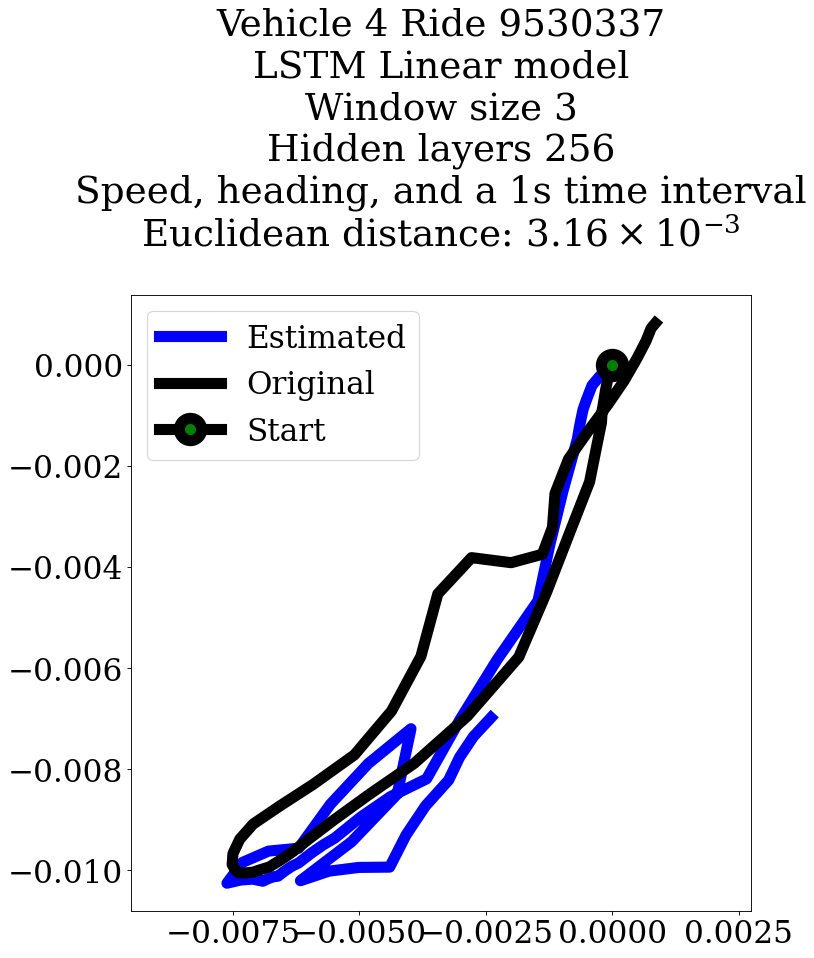 Vehicle 4 Ride 9530337
LSTM Linear model
Window size 3
Hidden layers 256
Speed, heading, and a 1s time interval
Euclidean distance: 3.16 × 10⁻³
Estimated
Original
Start
0.000
−0.002
−0.004
−0.006
−0.008
−0.010
−0.0075 −0.0050 −0.0025 0.0000 0.0025